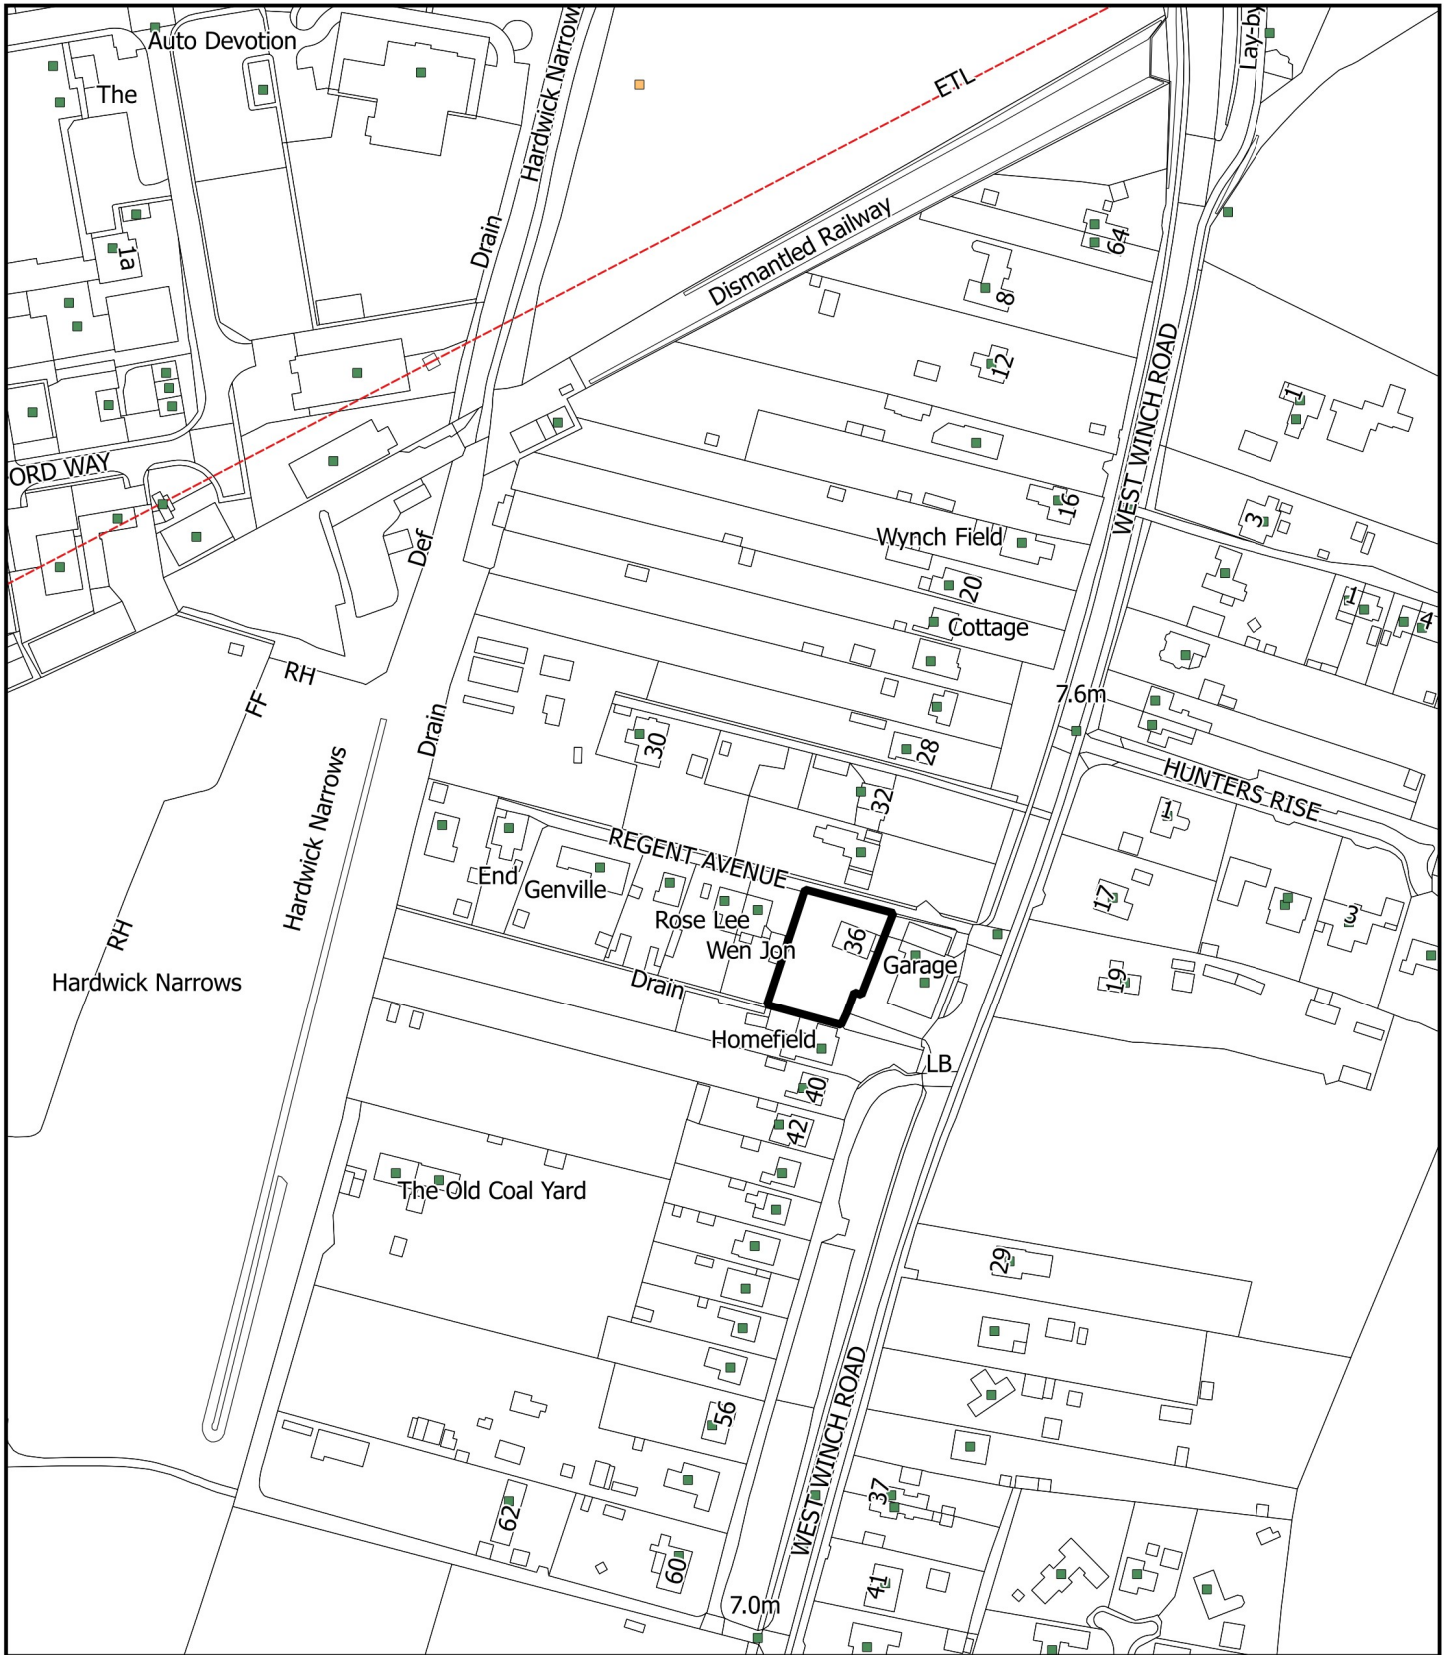 Auto Devotion
Hardwick Narrows
Lay-by
The
ETL
Drain
Dismantled Railway
64
1a
8
12
WEST WINCH ROAD
1
ORD WAY
16
3
Def
Wynch Field
20
1
4
Cottage
RH
FF
7.6m
Drain
30
28
Hardwick Narrows
32
HUNTERS RISE
1
REGENT AVENUE
End
Genville
17
Rose Lee
3
RH
36
Wen Jon
Garage
Hardwick Narrows
Drain
19
Homefield
LB
40
42
The Old Coal Yard
29
56
WEST WINCH ROAD
37
62
60
41
7.0m